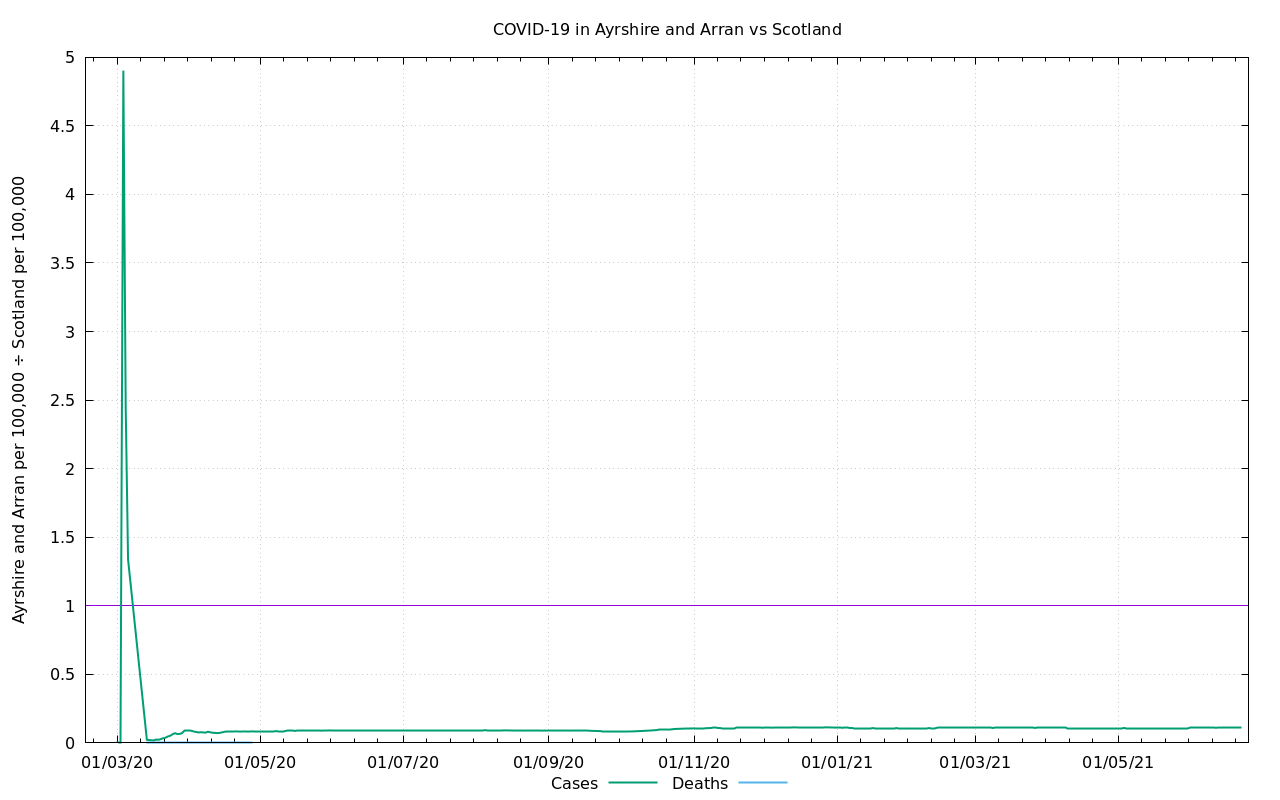 COVID-19 in Ayrshire and Arran vs Scotland
Ayrshire and Arran per 100,000 ÷ Scotland per 100,000
5
4.5
4
3.5
3
2.5
2
1.5
1
0.5
0
01/03/20 01/05/20 01/07/20 01/09/20 01/11/20 01/01/21 01/03/21 01/05/21
Cases Deaths